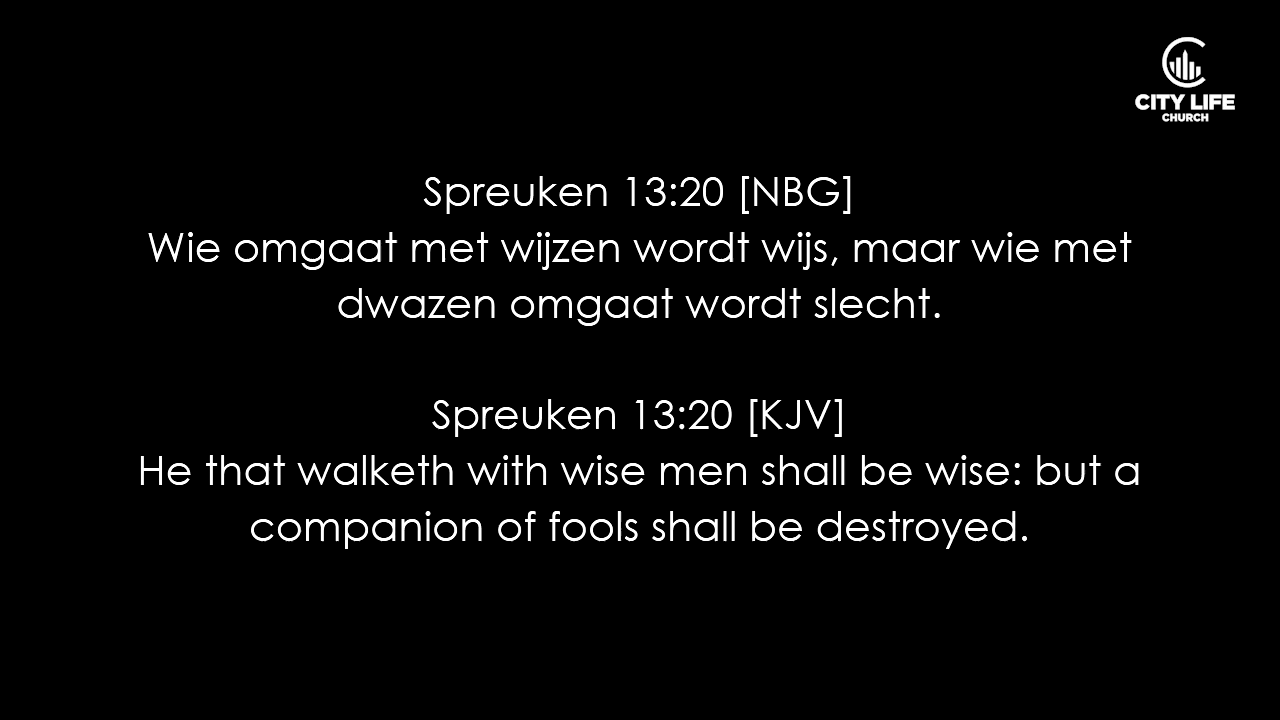 CITY LIFE
CHURCH
Spreuken 13:20 [NBG]
Wie omgaat met wijzen wordt wijs, maar wie met
dwazen omgaat wordt slecht.
Spreuken 13:20 [KJV]
He that walketh with wise men shall be wise: but a
companion of fools shall be destroyed.